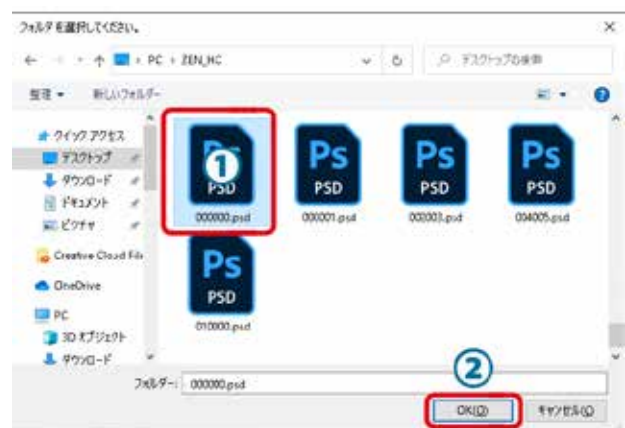 フォルダを選択してください。
PC › ZEN_HC
デスクトップの検索
整理 新しいフォルダー
クイック アクセス
デスクトップ
ダウンロード
ドキュメント
ピクチャ
Creative Cloud File
OneDrive
PC
3D オブジェクト
ダウンロード
①
Ps
PSD
000000.psd
Ps
PSD
000001.psd
Ps
PSD
002003.psd
Ps
PSD
004005.psd
Ps
PSD
010000.psd
②
フォルダー: 000000.psd
OK(O) キャンセル(C)